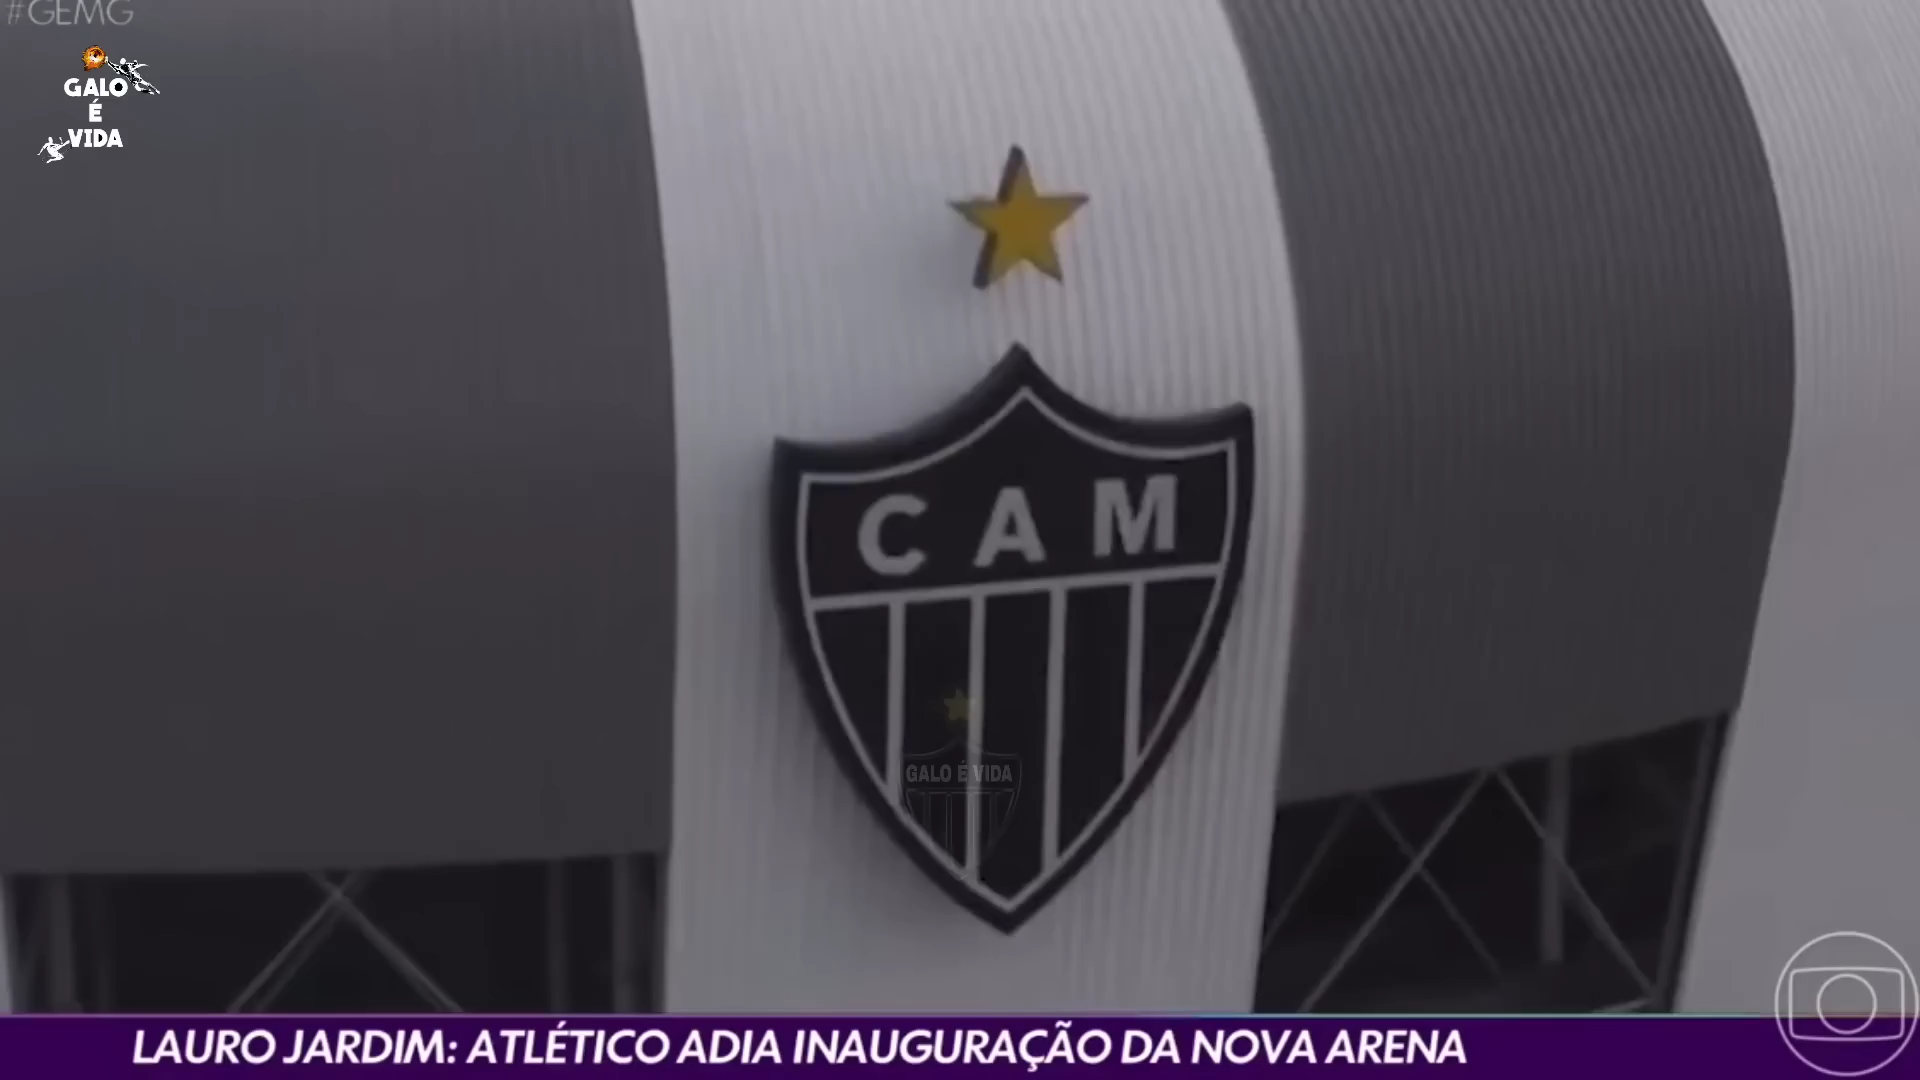 #GEMG
GALO
É
VIDA
CAM
GALO É VIDA
LAURO JARDIM: ATLÉTICO ADIA INAUGURAÇÃO DA NOVA ARENA